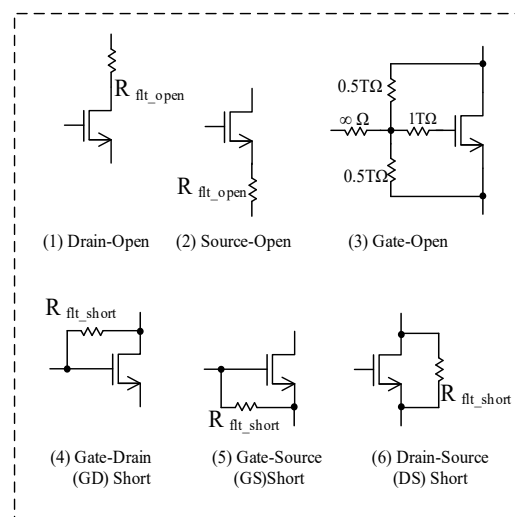 R flt_open
R flt_open
0.5TΩ
∞ Ω
1TΩ
0.5TΩ
(1) Drain-Open
(2) Source-Open
(3) Gate-Open
R flt_short
R flt_short
R flt_short
(4) Gate-Drain
(GD) Short
(5) Gate-Source
(GS)Short
(6) Drain-Source
(DS) Short